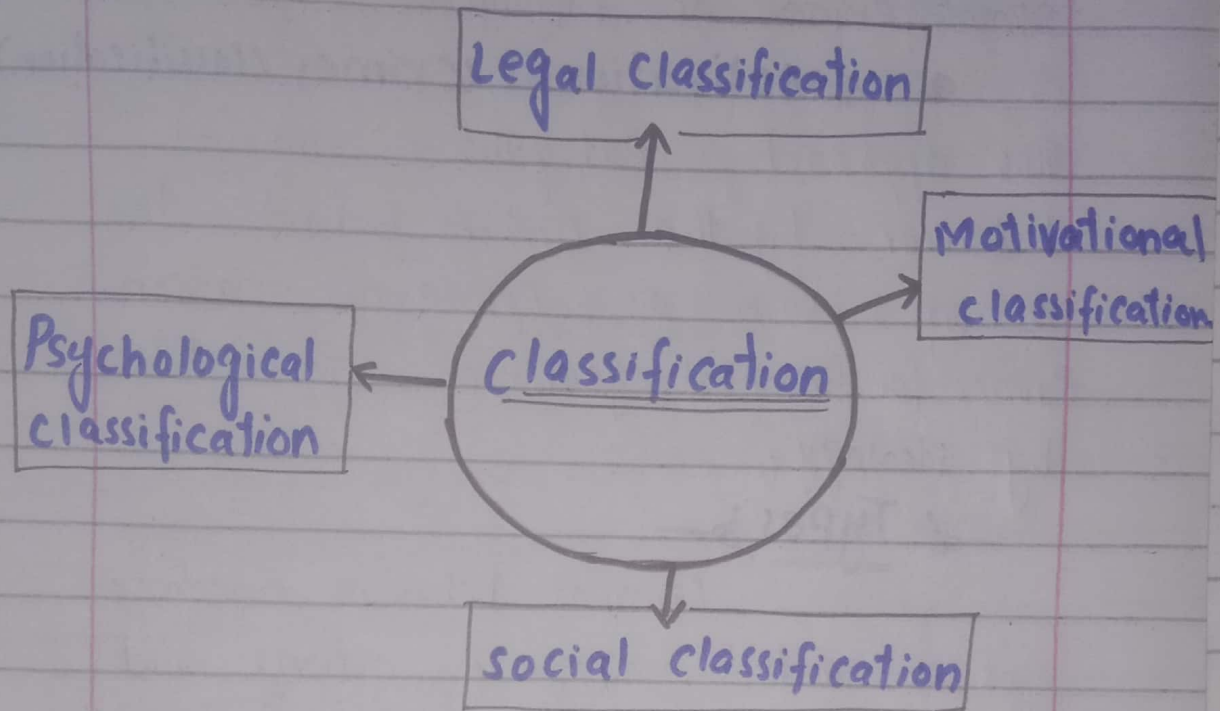 Legal Classification
Motivational
classification
Psychological
classification
Classification
social classification